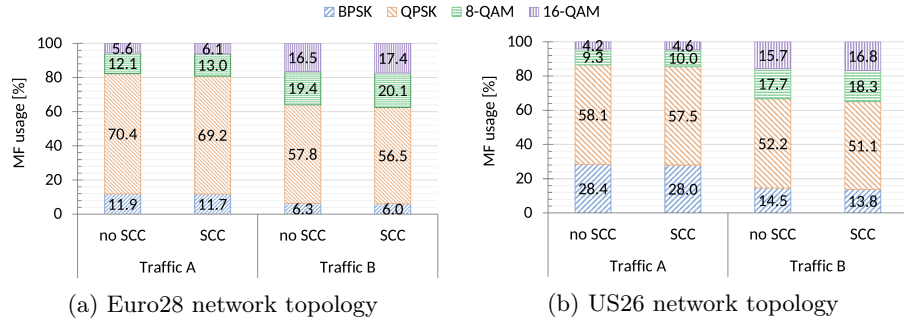 BPSK QPSK 8-QAM 16-QAM
MF usage [%]
100
80
60
40
20
0
5.6 6.1 16.5 17.4
12.1 13.0 19.4 20.1
70.4 69.2 57.8 56.5
11.9 11.7 6.3 6.0
no SCC SCC no SCC SCC
Traffic A Traffic B
(a) Euro28 network topology
MF usage [%]
100
80
60
40
20
0
4.2 4.6 15.7 16.8
9.3 10.0 17.7 18.3
58.1 57.5 52.2 51.1
28.4 28.0 14.5 13.8
no SCC SCC no SCC SCC
Traffic A Traffic B
(b) US26 network topology